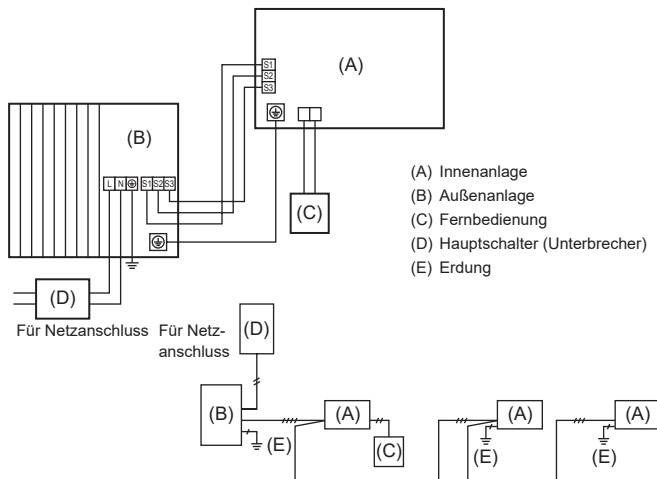 (A)
S1
S2
S3
(B)
L N S1 S2 S3
(C)
(D)
Für Netzanschluss
(A) Innenanlage
(B) Außenanlage
(C) Fernbedienung
(D) Hauptschalter (Unterbrecher)
(E) Erdung
Für Netz-
anschluss
(D)
(B)
(E)
(A)
(C)
(A)
(E)
(A)
(E)